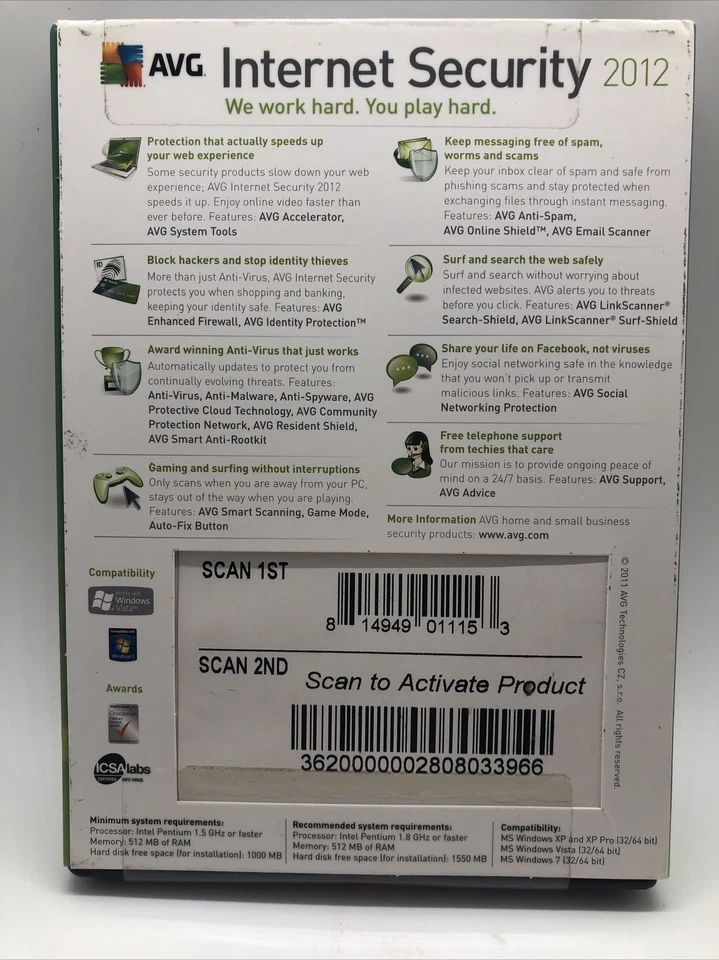 AVG. Internet Security 2012
We work hard. You play hard.
Protection that actually speeds up
your web experience
Some security products slow down your web
experience; AVG Internet Security 2012
speeds it up. Enjoy online video faster than
ever before. Features: AVG Accelerator,
AVG System Tools
Block hackers and stop identity thieves
More than just Anti-Virus, AVG Internet Security
protects you when shopping and banking,
keeping your identity safe. Features: AVG
Enhanced Firewall, AVG Identity Protection™
Award winning Anti-Virus that just works
Automatically updates to protect you from
continually evolving threats. Features:
Anti-Virus, Anti-Malware, Anti-Spyware, AVG
Protective Cloud Technology, AVG Community
Protection Network, AVG Resident Shield,
AVG Smart Anti-Rootkit
Gaming and surfing without interruptions
Only scans when you are away from your PC,
stays out of the way when you are playing.
Features: AVG Smart Scanning, Game Mode,
Auto-Fix Button
Keep messaging free of spam,
worms and scams
Keep your inbox clear of spam and safe from
phishing scams and stay protected when
exchanging files through instant messaging.
Features: AVG Anti-Spam,
AVG Online Shield™, AVG Email Scanner
Surf and search the web safely
Surf and search without worrying about
infected websites. AVG alerts you to threats
before you click. Features: AVG LinkScanner®
Search-Shield, AVG LinkScanner® Surf-Shield
Share your life on Facebook, not viruses
Enjoy social networking safe in the knowledge
that you won't pick up or transmit
malicious links. Features: AVG Social
Networking Protection
Free telephone support
from techies that care
Our mission is to provide ongoing peace of
mind on a 24/7 basis. Features: AVG Support,
AVG Advice
More Information AVG home and small business
security products: www.avg.com
Compatibility
Works with
Windows
Vista™
Compatible with
Windows 7
Awards
ICSAlabs
CERTIFIED ANTI-VIRUS
SCAN 1ST
8 14949 01115 3
SCAN 2ND
Scan to Activate Product
3620000002808033966
© 2011 AVG Technologies CZ, s.r.o. All rights reserved.
Minimum system requirements:
Processor: Intel Pentium 1.5 GHz or faster
Memory: 512 MB of RAM
Hard disk free space (for installation): 1000 MB
Recommended system requirements:
Processor: Intel Pentium 1.8 GHz or faster
Memory: 512 MB of RAM
Hard disk free space (for installation): 1550 MB
Compatibility:
MS Windows XP and XP Pro (32/64 bit)
MS Windows Vista (32/64 bit)
MS Windows 7 (32/64 bit)